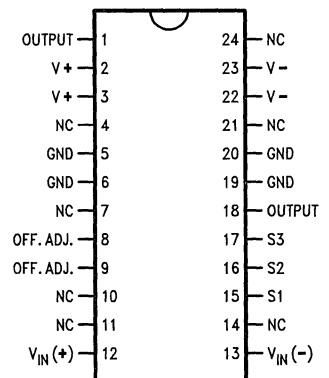 OUTPUT 1 24 NC
V+ 2 23 V-
V+ 3 22 V-
NC 4 21 NC
GND 5 20 GND
GND 6 19 GND
NC 7 18 OUTPUT
OFF. ADJ. 8 17 S3
OFF. ADJ. 9 16 S2
NC 10 15 S1
NC 11 14 NC
VIN (+) 12 13 VIN (-)